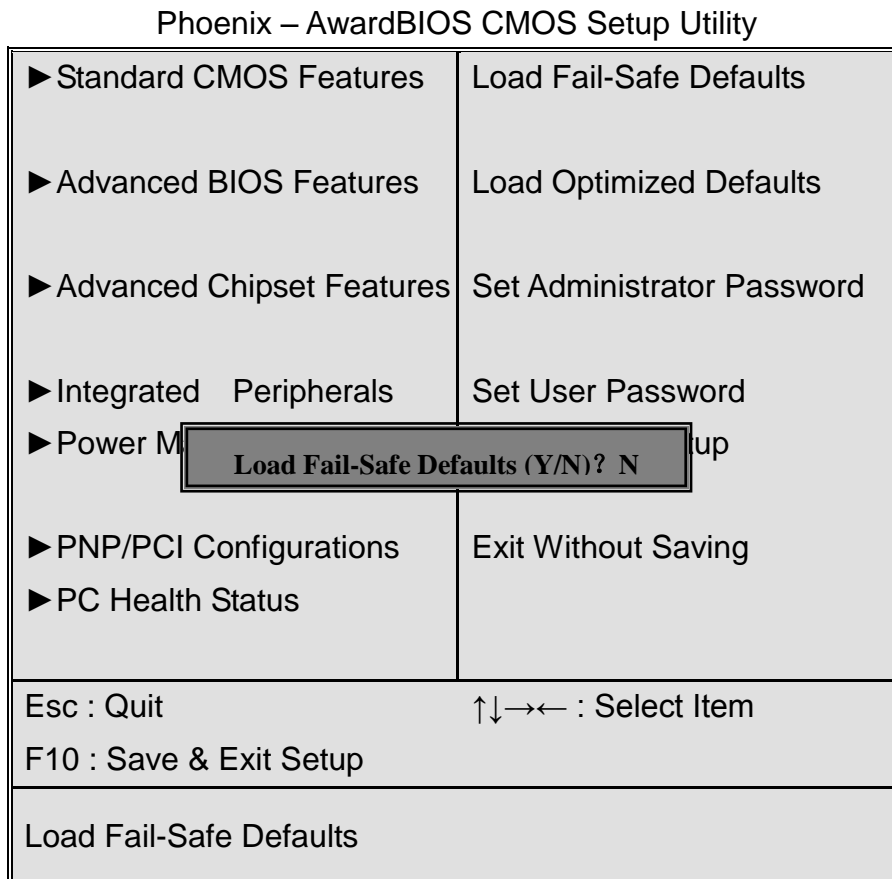 Phoenix – AwardBIOS CMOS Setup Utility
►Standard CMOS Features
Load Fail-Safe Defaults
►Advanced BIOS Features
Load Optimized Defaults
►Advanced Chipset Features
Set Administrator Password
►Integrated Peripherals
Set User Password
►Power
Load Fail-Safe Defaults (Y/N)? N
►PNP/PCI Configurations
Exit Without Saving
►PC Health Status
Esc : Quit
↑↓→← : Select Item
F10 : Save & Exit Setup
Load Fail-Safe Defaults